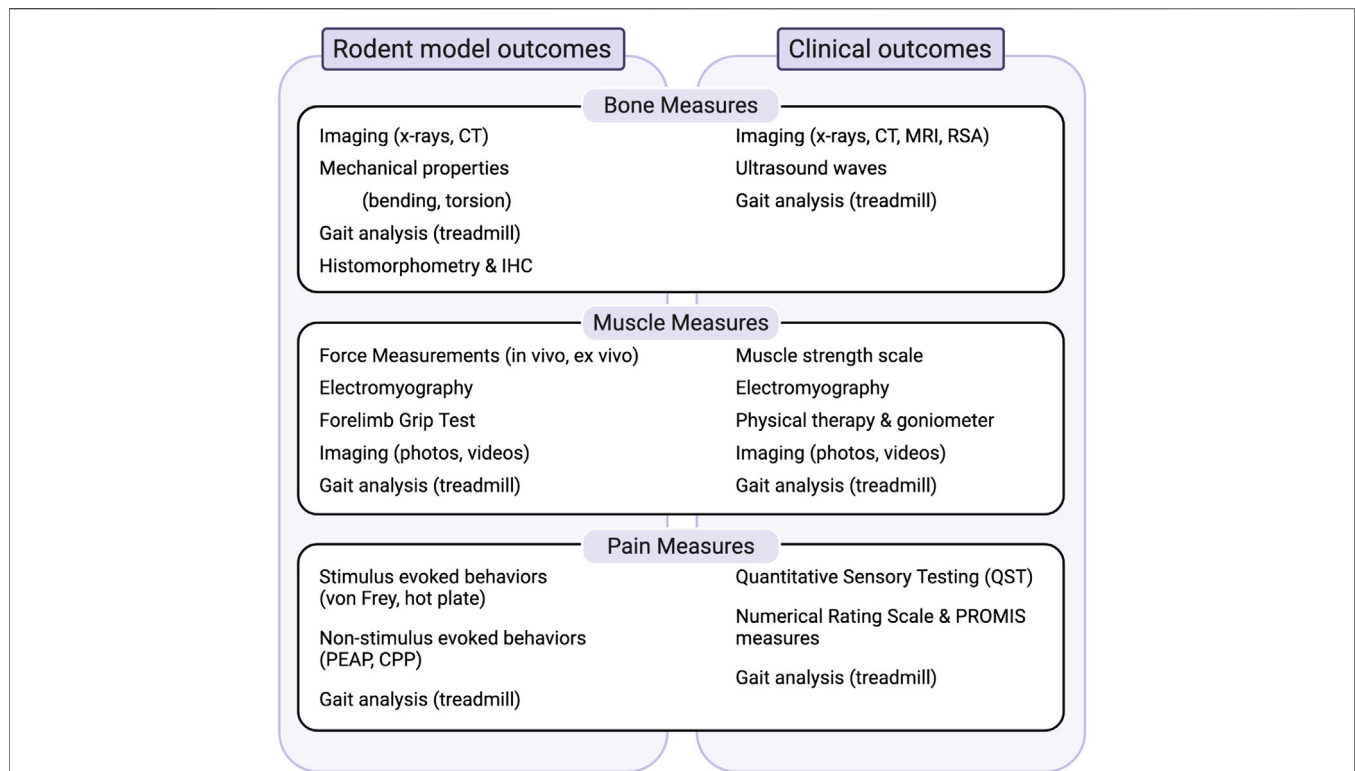 Rodent model outcomes
Clinical outcomes
Bone Measures
Imaging (x-rays, CT)
Mechanical properties
(bending, torsion)
Gait analysis (treadmill)
Histomorphometry & IHC
Imaging (x-rays, CT, MRI, RSA)
Ultrasound waves
Gait analysis (treadmill)
Muscle Measures
Force Measurements (in vivo, ex vivo)
Electromyography
Forelimb Grip Test
Imaging (photos, videos)
Gait analysis (treadmill)
Muscle strength scale
Electromyography
Physical therapy & goniometer
Imaging (photos, videos)
Gait analysis (treadmill)
Pain Measures
Stimulus evoked behaviors
(von Frey, hot plate)
Non-stimulus evoked behaviors
(PEAP, CPP)
Gait analysis (treadmill)
Quantitative Sensory Testing (QST)
Numerical Rating Scale & PROMIS
measures
Gait analysis (treadmill)